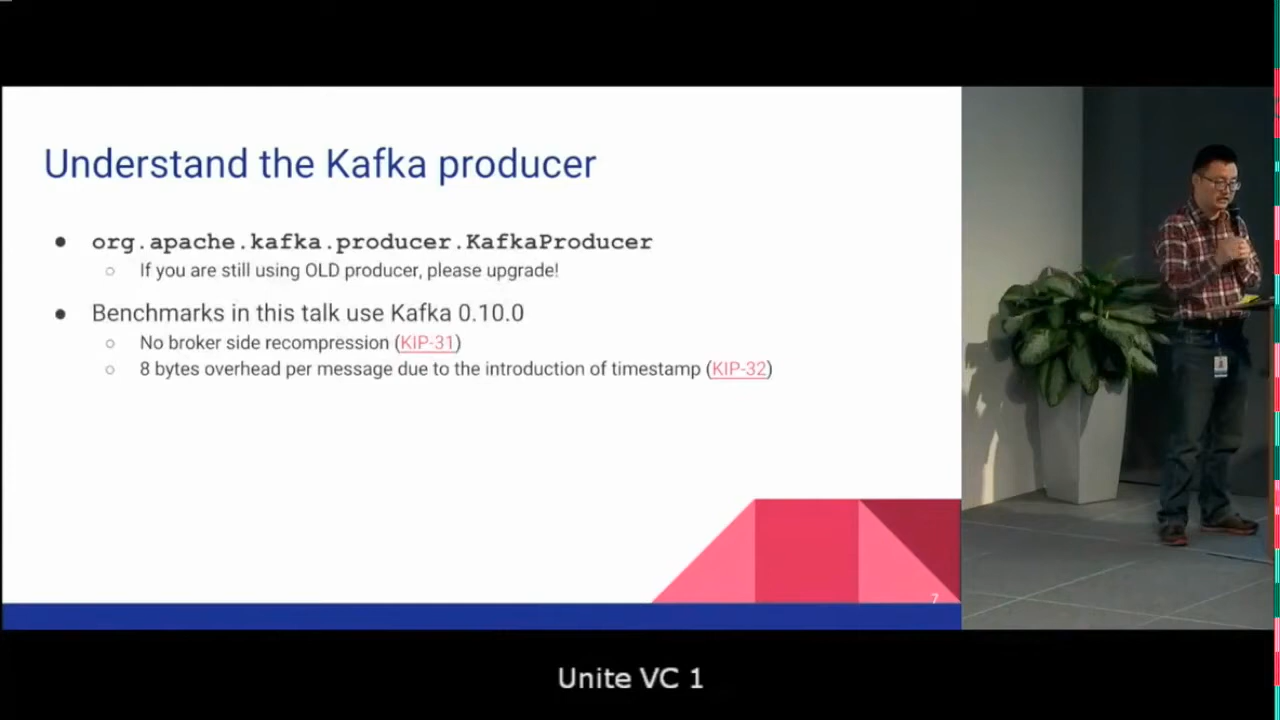 Understand the Kafka producer
● org.apache.kafka.producer.KafkaProducer
○ If you are still using OLD producer, please upgrade!
● Benchmarks in this talk use Kafka 0.10.0
○ No broker side recompression (KIP-31)
○ 8 bytes overhead per message due to the introduction of timestamp (KIP-32)
7
Unite VC 1